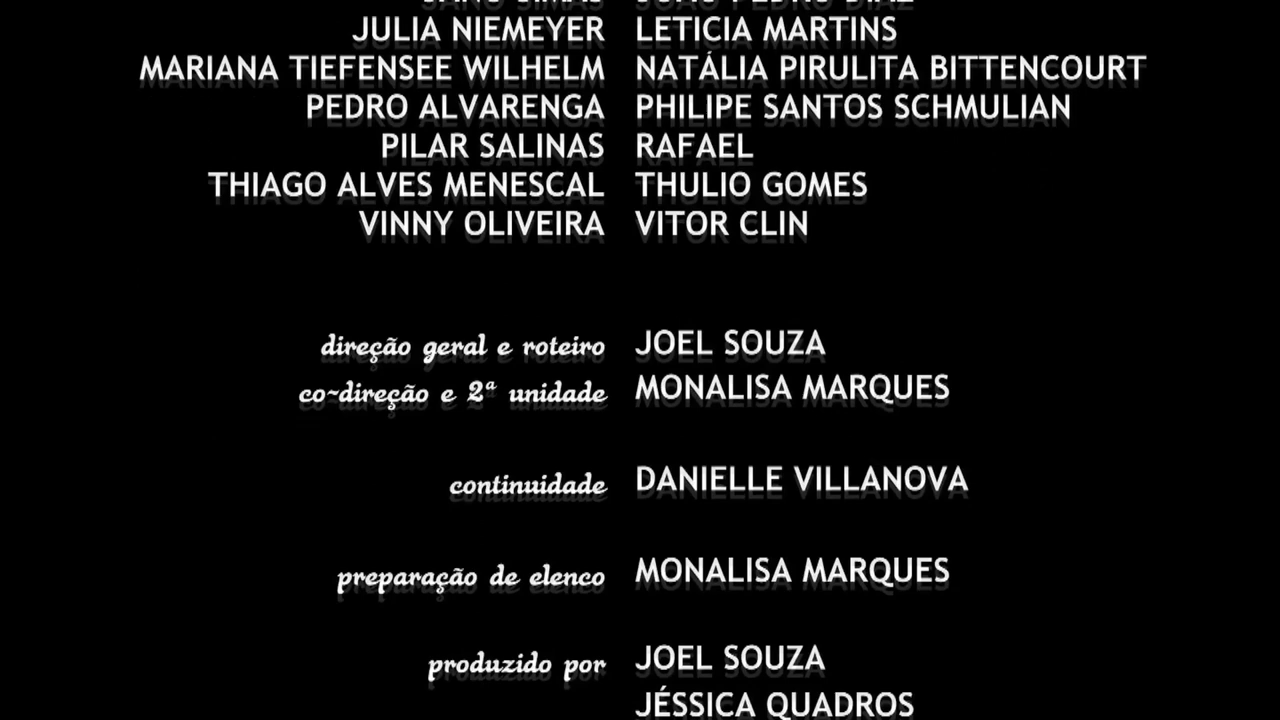 JULIA NIEMEYER LETICIA MARTINS
MARIANA TIEFENSEE WILHELM NATÁLIA PIRULITA BITTENCOURT
PEDRO ALVARENGA PHILIPE SANTOS SCHMULIAN
PILAR SALINAS RAFAEL
THIAGO ALVES MENESCAL THULIO GOMES
VINNY OLIVEIRA VITOR CLIN
direção geral e roteiro JOEL SOUZA
co-direção e 2ª unidade MONALISA MARQUES
continuidade DANIELLE VILLANOVA
preparação de elenco MONALISA MARQUES
produzido por JOEL SOUZA
JÉSSICA QUADROS